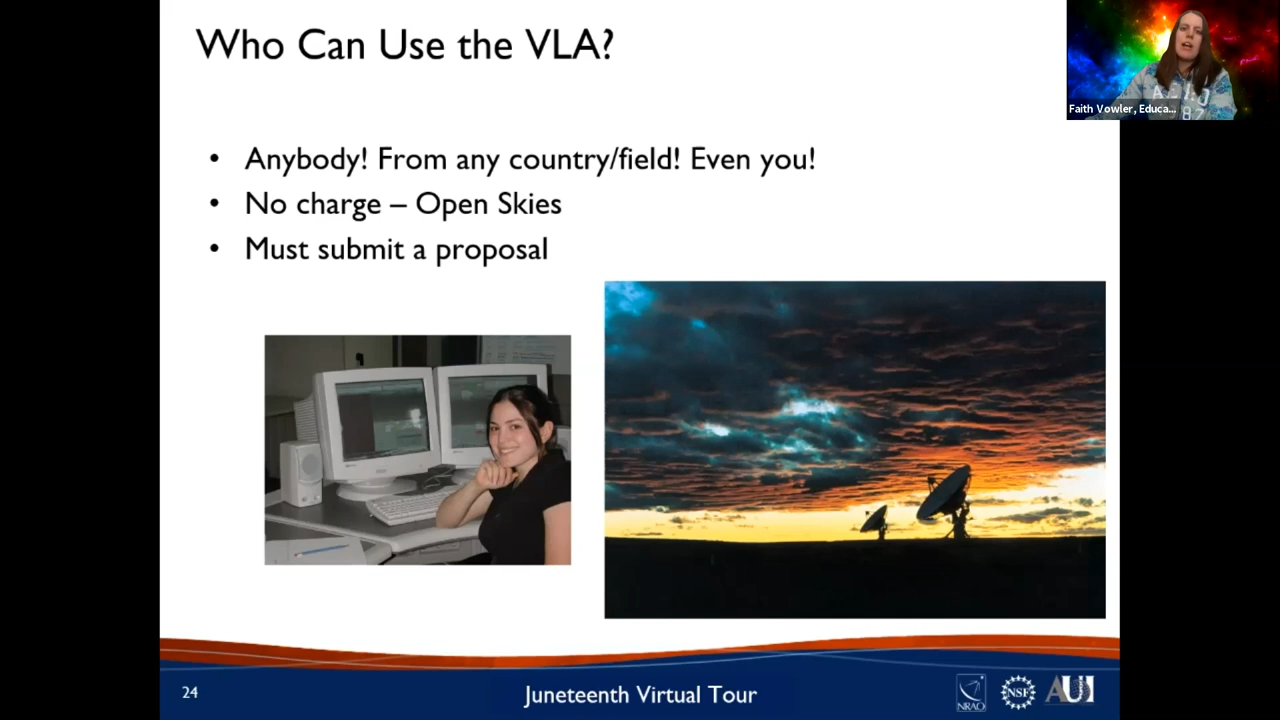 Who Can Use the VLA?
Faith Vowler, Educa...
• Anybody! From any country/field! Even you!
• No charge – Open Skies
• Must submit a proposal
24
Juneteenth Virtual Tour
NRAO
NSF
AUI